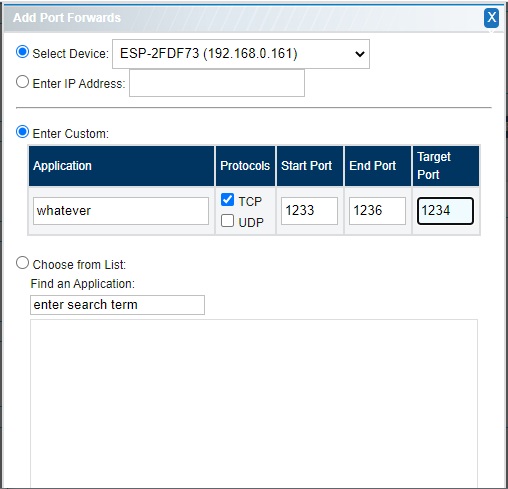 Add Port Forwards X
Select Device: ESP-2FDF73 (192.168.0.161)
Enter IP Address:
Enter Custom:
Application Protocols Start Port End Port Target Port
whatever TCP 1233 1236 1234
UDP
Choose from List:
Find an Application:
enter search term